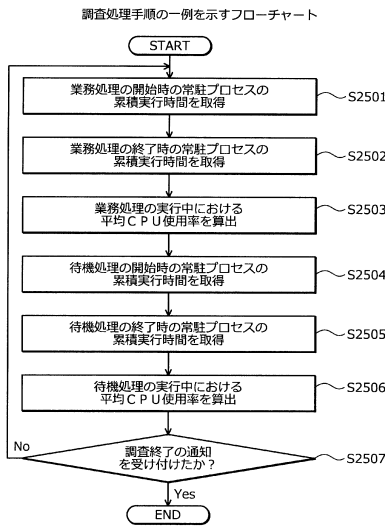 調査処理手順の一例を示すフローチャート
START
業務処理の開始時の常駐プロセスの
累積実行時間を取得
S2501
業務処理の終了時の常駐プロセスの
累積実行時間を取得
S2502
業務処理の実行中における
平均ＣＰＵ使用率を算出
S2503
待機処理の開始時の常駐プロセスの
累積実行時間を取得
S2504
待機処理の終了時の常駐プロセスの
累積実行時間を取得
S2505
待機処理の実行中における
平均ＣＰＵ使用率を算出
S2506
No
調査終了の通知
を受け付けたか？
S2507
Yes
END